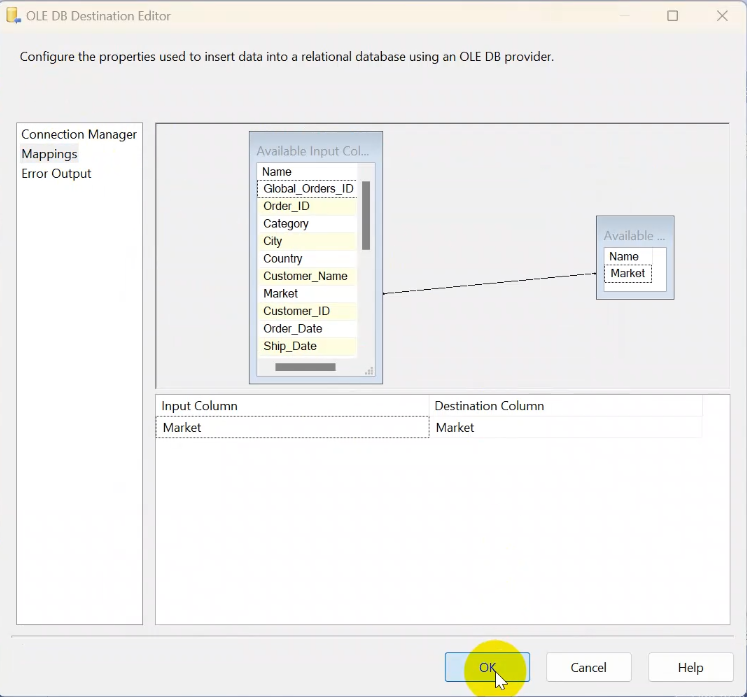 OLE DB Destination Editor
Configure the properties used to insert data into a relational database using an OLE DB provider.
Connection Manager
Mappings
Error Output
Available Input Col...
Name
Global_Orders_ID
Order_ID
Category
City
Country
Customer_Name
Market
Customer_ID
Order_Date
Ship_Date
Available ...
Name
Market
Input Column Destination Column
Market Market
OK Cancel Help